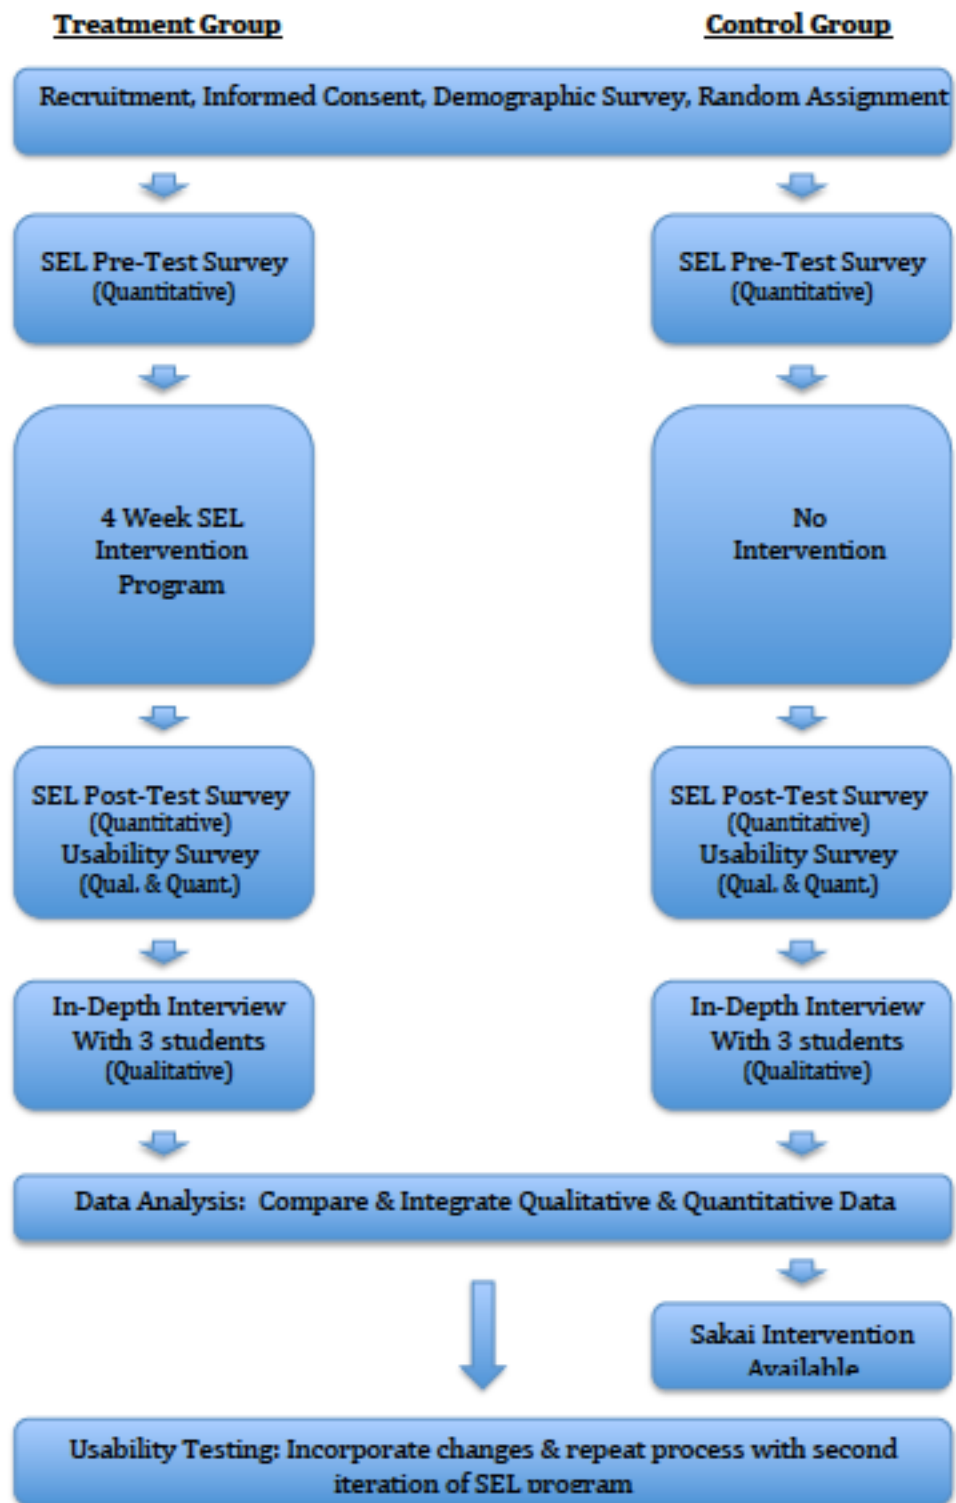 Treatment Group
Control Group
Recruitment, Informed Consent, Demographic Survey, Random Assignment
SEL Pre-Test Survey
(Quantitative)
SEL Pre-Test Survey
(Quantitative)
4 Week SEL
Intervention
Program
No
Intervention
SEL Post-Test Survey
(Quantitative)
Usability Survey
(Qual. & Quant.)
SEL Post-Test Survey
(Quantitative)
Usability Survey
(Qual. & Quant.)
In-Depth Interview
With 3 students
(Qualitative)
In-Depth Interview
With 3 students
(Qualitative)
Data Analysis: Compare & Integrate Qualitative & Quantitative Data
Sakai Intervention
Available
Usability Testing: Incorporate changes & repeat process with second
iteration of SEL program